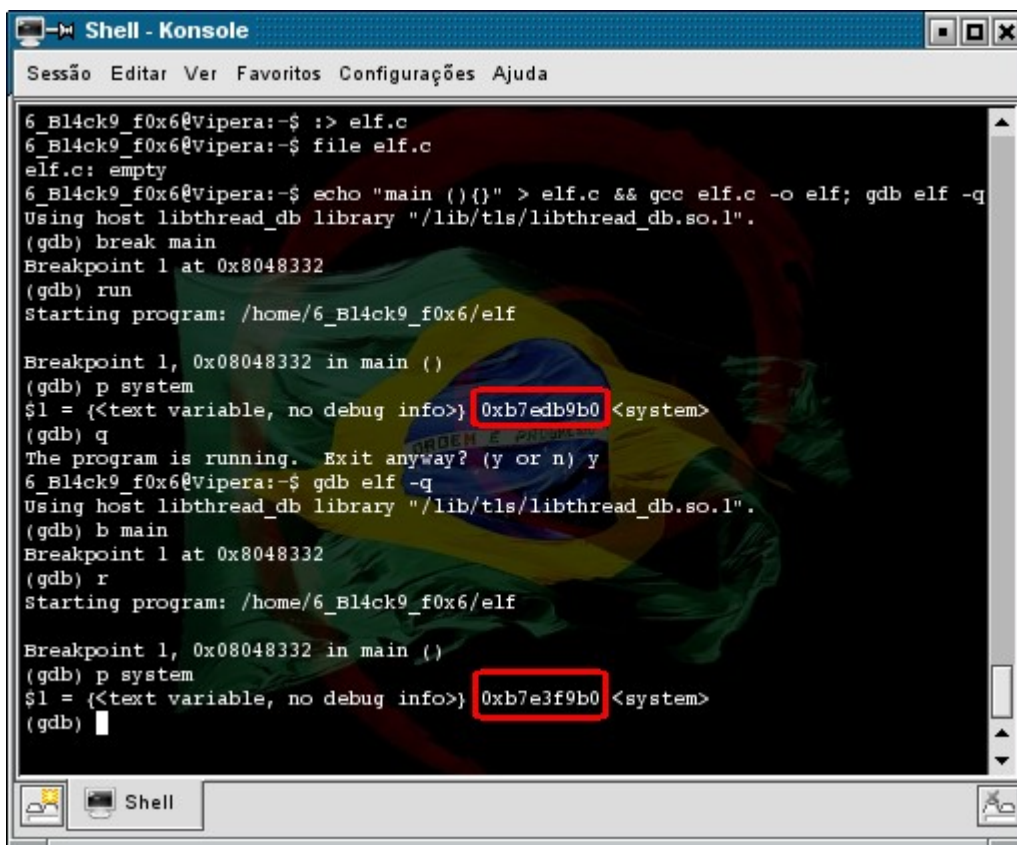 Shell - Konsole
Sessão Editar Ver Favoritos Configurações Ajuda
6_Bl4ck9_f0x6@Vipera:~$ :> elf.c
6_Bl4ck9_f0x6@Vipera:~$ file elf.c
elf.c: empty
6_Bl4ck9_f0x6@Vipera:~$ echo "main (){}" > elf.c && gcc elf.c -o elf; gdb elf -q
Using host libthread_db library "/lib/tls/libthread_db.so.1".
(gdb) break main
Breakpoint 1 at 0x8048332
(gdb) run
Starting program: /home/6_Bl4ck9_f0x6/elf
Breakpoint 1, 0x08048332 in main ()
(gdb) p system
$1 = {<text variable, no debug info>} 0xb7edb9b0 <system>
(gdb) q
The program is running. Exit anyway? (y or n) y
6_Bl4ck9_f0x6@Vipera:~$ gdb elf -q
Using host libthread_db library "/lib/tls/libthread_db.so.1".
(gdb) b main
Breakpoint 1 at 0x8048332
(gdb) r
Starting program: /home/6_Bl4ck9_f0x6/elf
Breakpoint 1, 0x08048332 in main ()
(gdb) p system
$1 = {<text variable, no debug info>} 0xb7e3f9b0 <system>
(gdb)
ORDEM E PROGRESSO
Shell